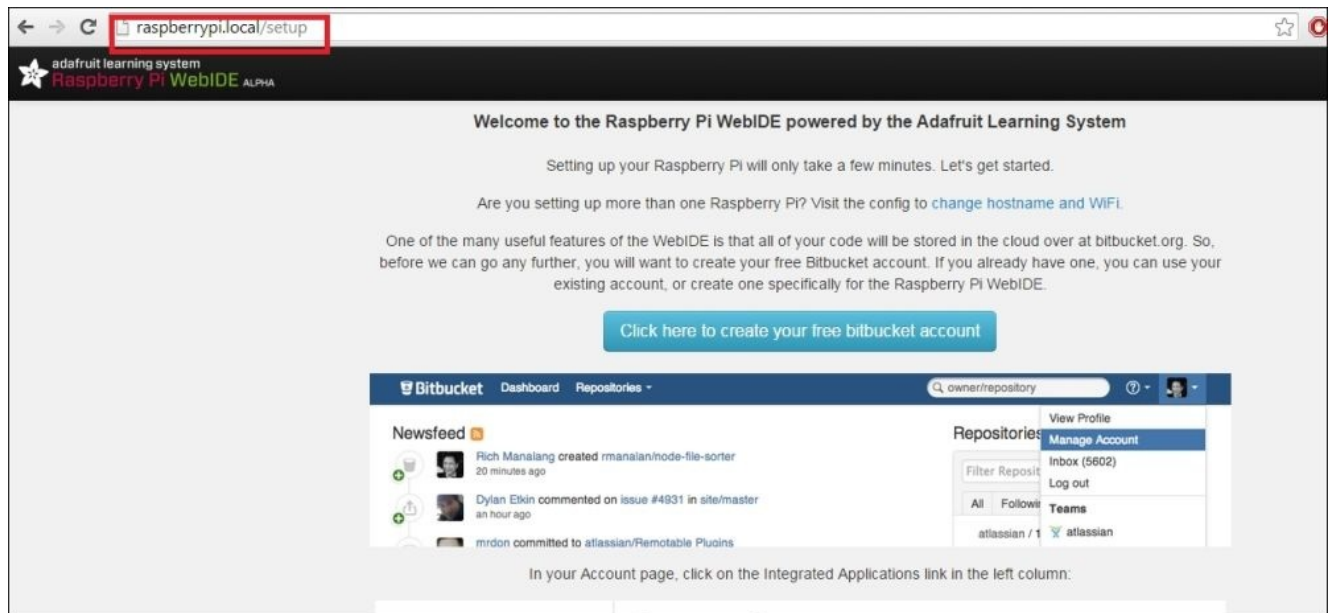 raspberrypi.local/setup
adafruit learning system
Raspberry Pi WebIDE ALPHA
Welcome to the Raspberry Pi WebIDE powered by the Adafruit Learning System
Setting up your Raspberry Pi will only take a few minutes. Let's get started.
Are you setting up more than one Raspberry Pi? Visit the config to change hostname and WiFi.
One of the many useful features of the WebIDE is that all of your code will be stored in the cloud over at bitbucket.org. So,
before we can go any further, you will want to create your free Bitbucket account. If you already have one, you can use your
existing account, or create one specifically for the Raspberry Pi WebIDE.
Click here to create your free bitbucket account
Bitbucket Dashboard Repositories
owner/repository
Newsfeed
Rich Manalang created rmanalan/node-file-sorter
20 minutes ago
Dylan Etkin commented on issue #4931 in site/master
an hour ago
mrdon committed to atlassian/Remotable Plugins
Repositories
Filter Reposit
All Followi
atlassian / 1
View Profile
Manage Account
Inbox (5602)
Log out
Teams
atlassian
In your Account page, click on the Integrated Applications link in the left column: